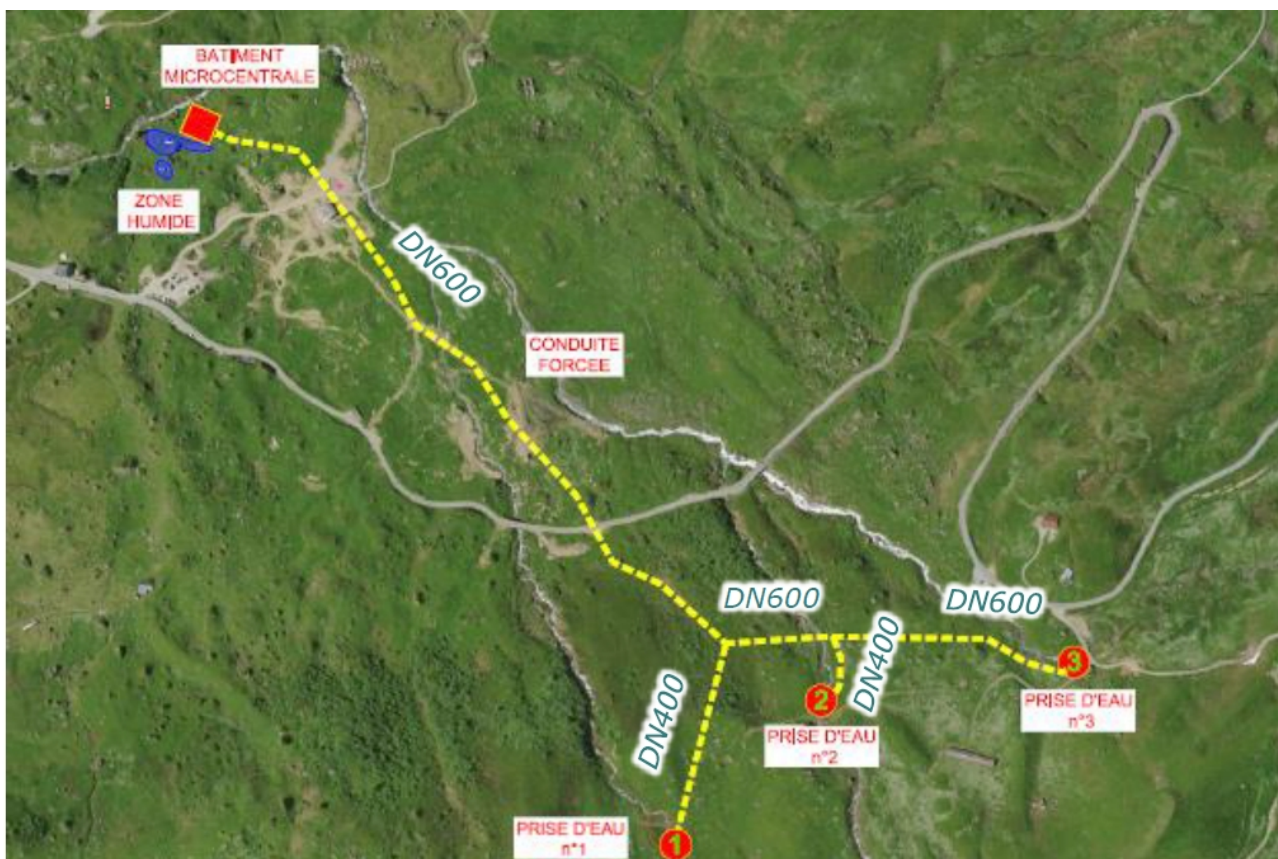 BATIMENT
MICROCENTRALE
ZONE
HUMIDE
DN600
CONDUITE
FORCEE
DN600
DN600
DN400
DN400
1
2
3
PRISE D'EAU
n°3
PRISE D'EAU
n°2
PRISE D'EAU
n°1